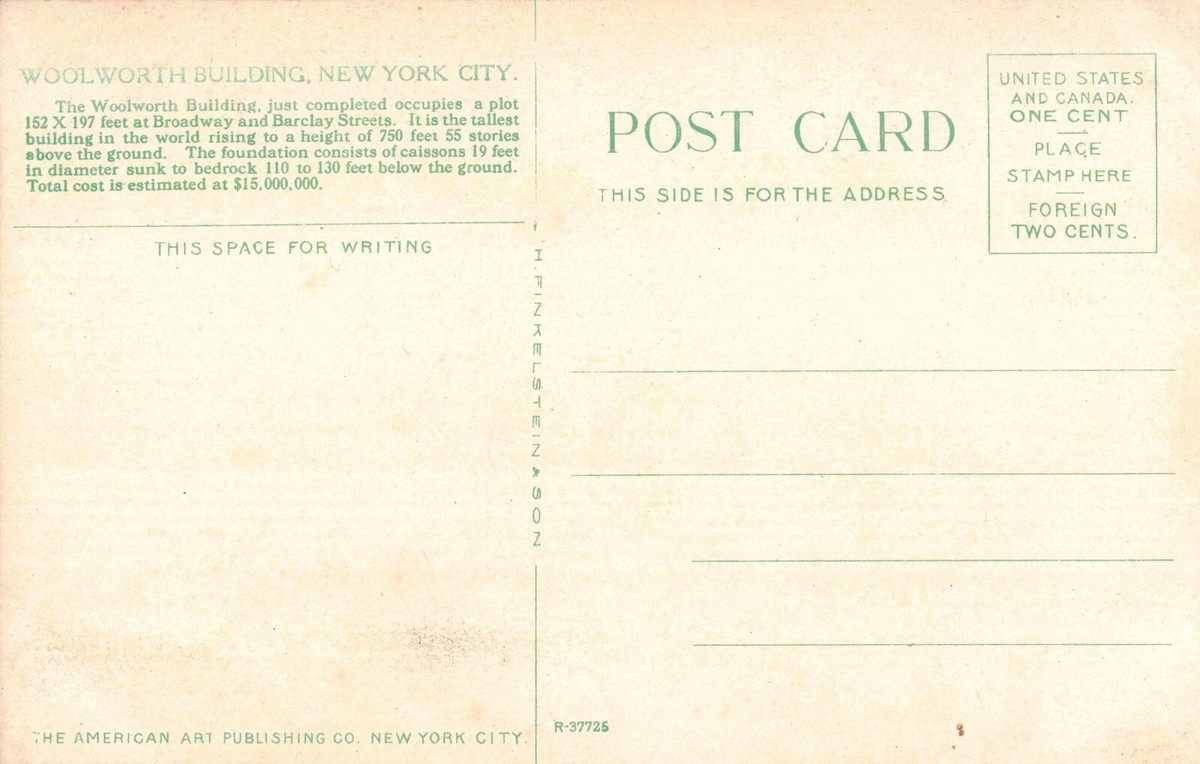 WOOLWORTH BUILDING, NEW YORK CITY.
The Woolworth Building, just completed occupies a plot
152 X 197 feet at Broadway and Barclay Streets. It is the tallest
building in the world rising to a height of 750 feet 55 stories
above the ground. The foundation consists of caissons 19 feet
in diameter sunk to bedrock 110 to 130 feet below the ground.
Total cost is estimated at $15,000,000.
THIS SPACE FOR WRITING
THE AMERICAN ART PUBLISHING CO. NEW YORK CITY.
H FINKELSTEIN & SON
POST CARD
THIS SIDE IS FOR THE ADDRESS
UNITED STATES
AND CANADA.
ONE CENT
PLACE
STAMP HERE
FOREIGN
TWO CENTS.
R-37725